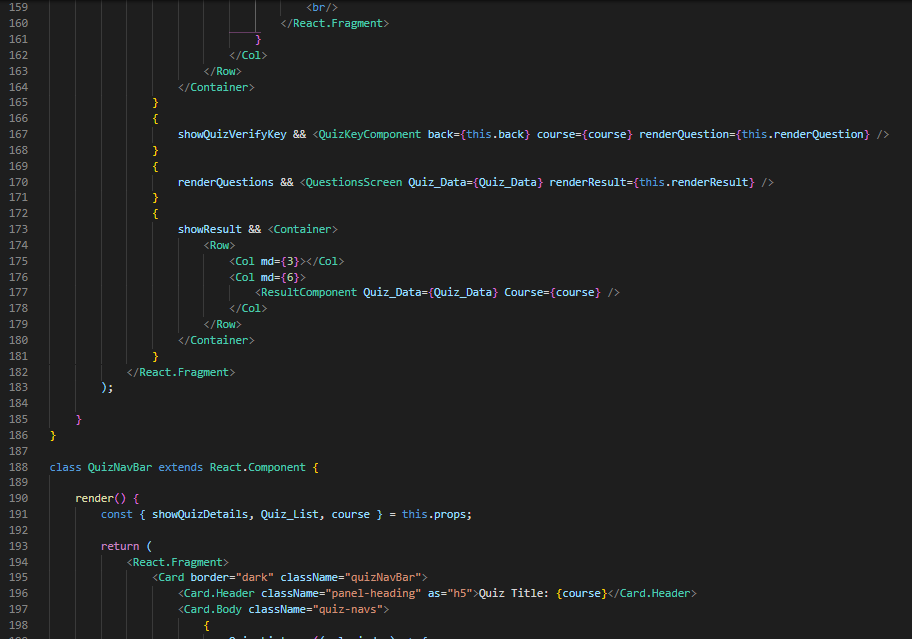 159 <br/>
160 </React.Fragment>
161 }
162 </Col>
163 </Row>
164 </Container>
165 }
166 {
167 showQuizVerifyKey && <QuizKeyComponent back={this.back} course={course} renderQuestion={this.renderQuestion} />
168 }
169 {
170 renderQuestions && <QuestionsScreen Quiz_Data={Quiz_Data} renderResult={this.renderResult} />
171 }
172 {
173 showResult && <Container>
174 <Row>
175 <Col md={3}></Col>
176 <Col md={6}>
177 <ResultComponent Quiz_Data={Quiz_Data} Course={course} />
178 </Col>
179 </Row>
180 </Container>
181 }
182 </React.Fragment>
183 );
184
185 }
186 }
187
188 class QuizNavBar extends React.Component {
189
190 render() {
191 const { showQuizDetails, Quiz_List, course } = this.props;
192
193 return (
194 <React.Fragment>
195 <Card border="dark" className="quizNavBar">
196 <Card.Header className="panel-heading" as="h5">Quiz Title: {course}</Card.Header>
197 <Card.Body className="quiz-navs">
198 {